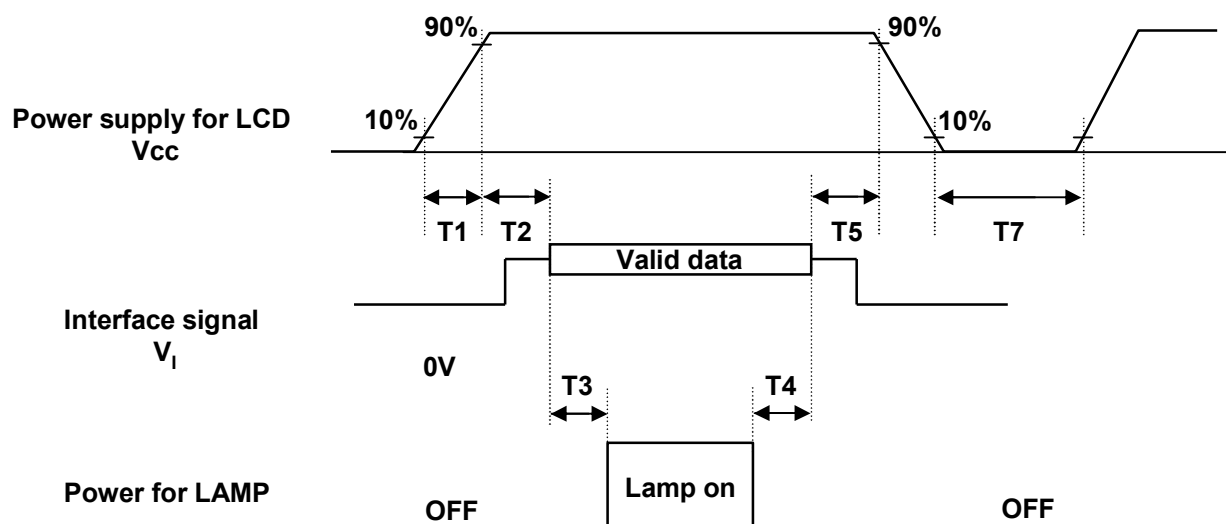 90%
90%
10%
10%
Power supply for LCD
Vcc
T1
T2
T5
T7
Valid data
Interface signal
V_I
0V
T3
T4
Power for LAMP
Lamp on
OFF
OFF